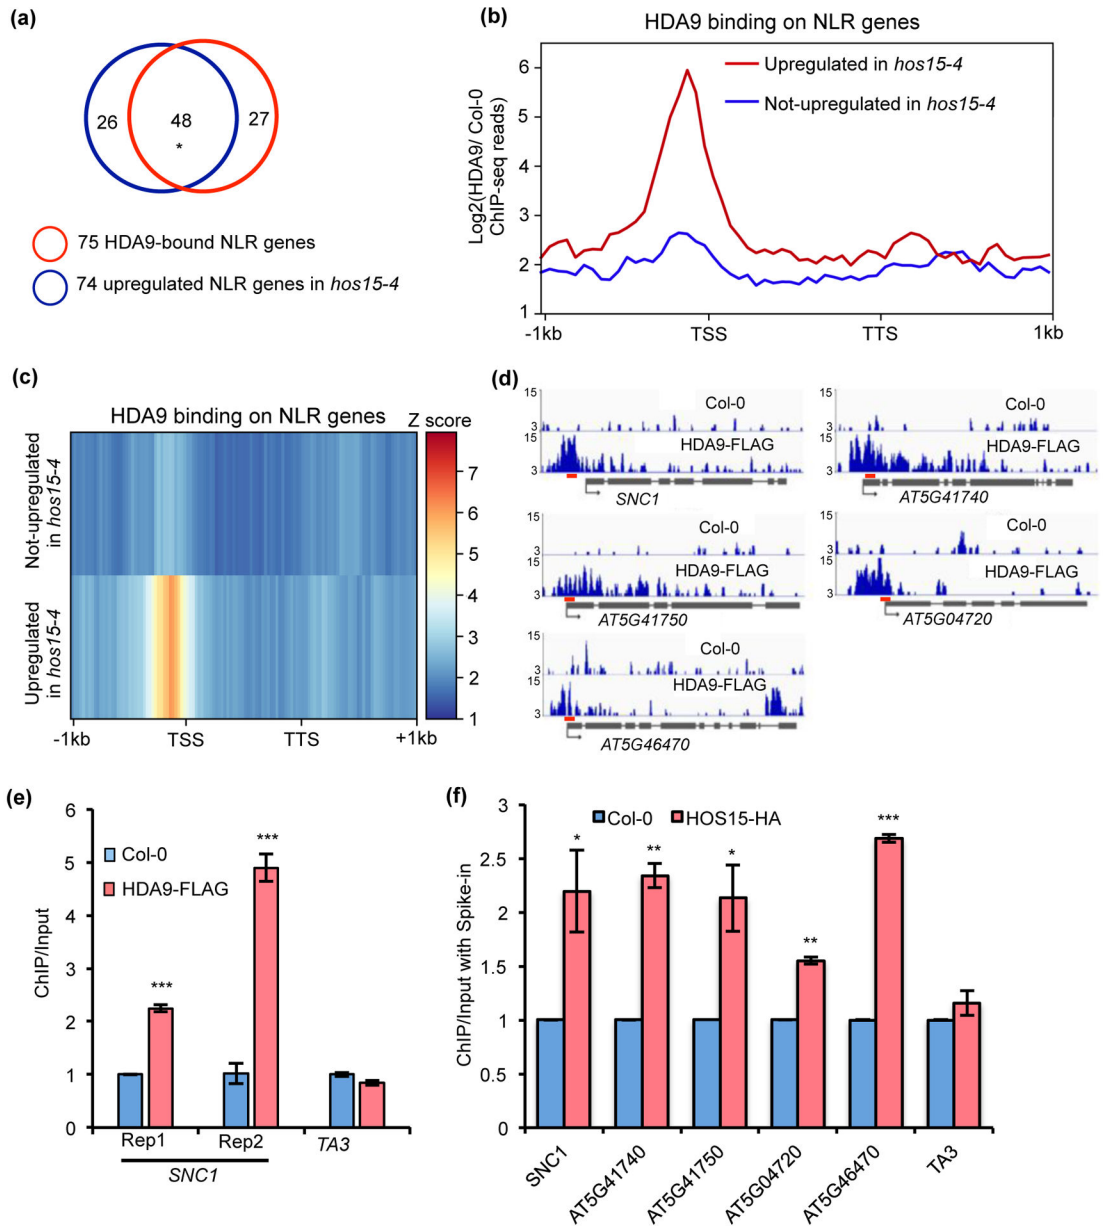 (a)
26
48
27
*
75 HDA9-bound NLR genes
74 upregulated NLR genes in hos15-4
(b)
HDA9 binding on NLR genes
Log2(HDA9/ Col-0
ChIP-seq reads)
6
5
4
3
2
1
Upregulated in hos15-4
Not-upregulated in hos15-4
-1kb
TSS
TTS
1kb
(c)
HDA9 binding on NLR genes
Z score
Not-upregulated
in hos15-4
Upregulated
in hos15-4
7
6
5
4
3
2
1
-1kb
TSS
TTS
+1kb
(d)
15
Col-0
3
15
HDA9-FLAG
3
SNC1
15
Col-0
3
15
HDA9-FLAG
3
AT5G41740
15
Col-0
3
15
HDA9-FLAG
3
AT5G41750
15
Col-0
3
15
HDA9-FLAG
3
AT5G04720
15
Col-0
3
15
HDA9-FLAG
3
AT5G46470
(e)
ChIP/Input
6
5
4
3
2
1
0
Col-0
HDA9-FLAG
***
***
Rep1
Rep2
TA3
SNC1
(f)
ChIP/Input with Spike-in
3
2.5
2
1.5
1
0.5
0
Col-0
HOS15-HA
*
**
*
**
***
SNC1
AT5G41740
AT5G41750
AT5G04720
AT5G46470
TA3